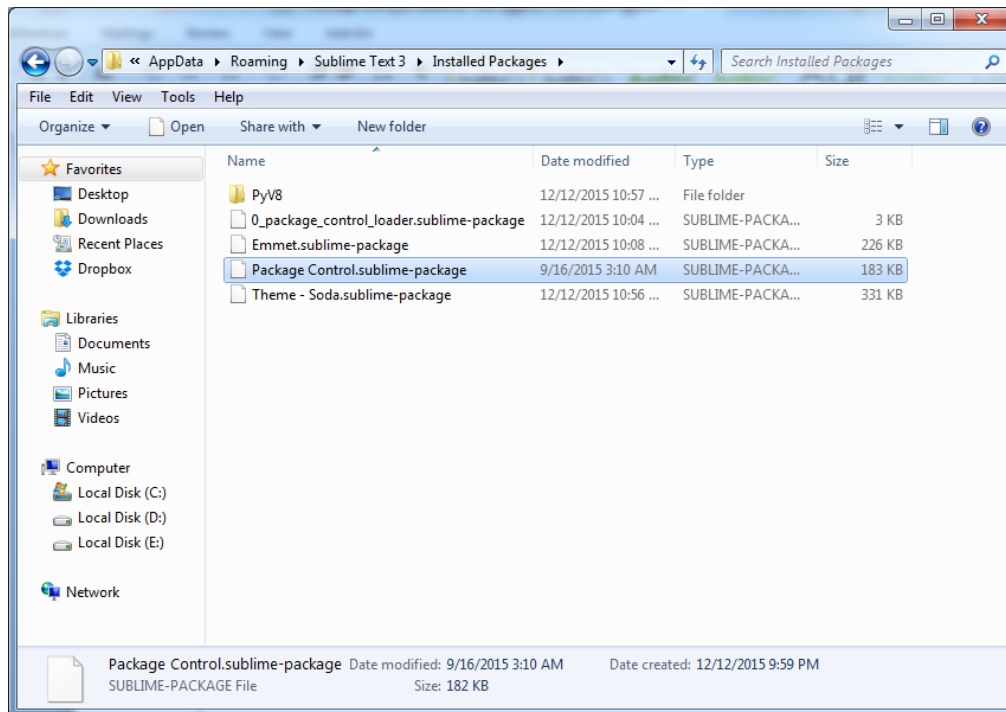 « AppData Roaming Sublime Text 3 Installed Packages Search Installed Packages
File Edit View Tools Help
Organize Open Share with New folder
Name Date modified Type Size
Favorites
Desktop
Downloads
Recent Places
Dropbox
Libraries
Documents
Music
Pictures
Videos
Computer
Local Disk (C:)
Local Disk (D:)
Local Disk (E:)
Network
PyV8 12/12/2015 10:57 ... File folder
0_package_control_loader.sublime-package 12/12/2015 10:04 ... SUBLIME-PACKA... 3 KB
Emmet.sublime-package 12/12/2015 10:08 ... SUBLIME-PACKA... 226 KB
Package Control.sublime-package 9/16/2015 3:10 AM SUBLIME-PACKA... 183 KB
Theme - Soda.sublime-package 12/12/2015 10:56 ... SUBLIME-PACKA... 331 KB
Package Control.sublime-package Date modified: 9/16/2015 3:10 AM Date created: 12/12/2015 9:59 PM
SUBLIME-PACKAGE File Size: 182 KB